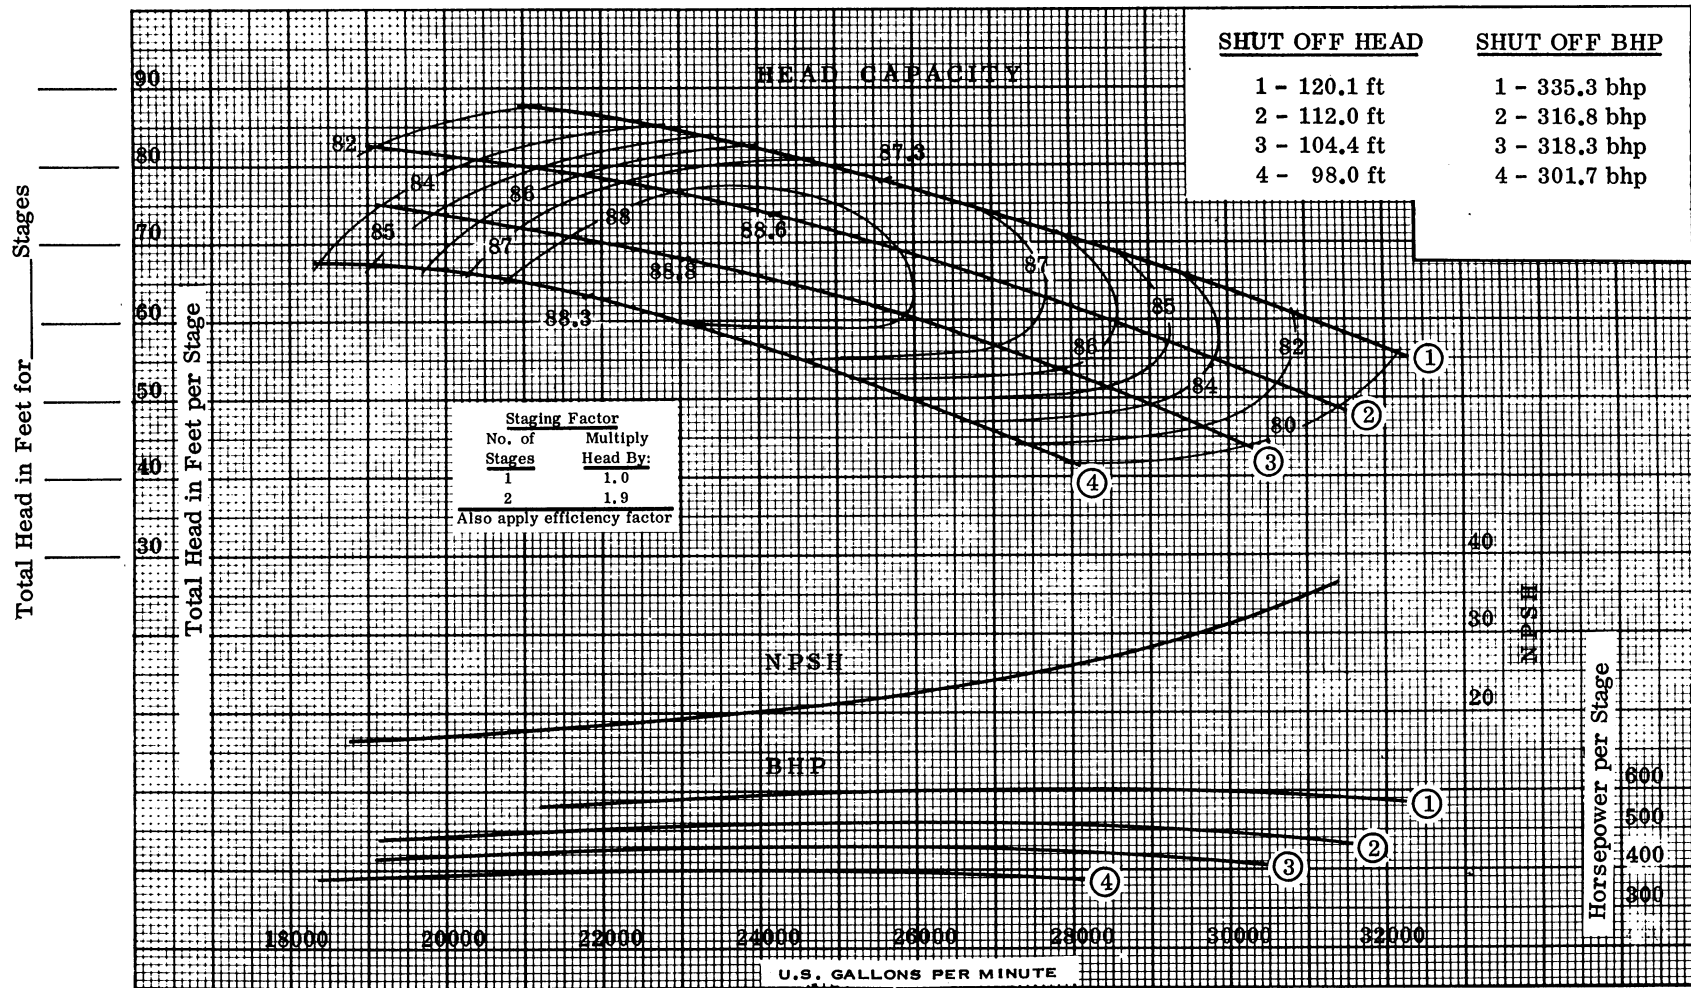 HEAD CAPACITY
SHUT OFF HEAD
1 - 120.1 ft
2 - 112.0 ft
3 - 104.4 ft
4 - 98.0 ft
SHUT OFF BHP
1 - 335.3 bhp
2 - 316.8 bhp
3 - 318.3 bhp
4 - 301.7 bhp
Total Head in Feet for ____ Stages
Total Head in Feet per Stage
90
80
70
60
50
40
30
82
84
85
86
87
88
87.3
88.6
88.8
88.3
87
86
85
84
82
80
1
2
3
4
Staging Factor
No. of Multiply
Stages Head By:
1 1.0
2 1.9
Also apply efficiency factor
40
30
20
NPSH
NPSH
BHP
1
2
3
4
Horsepower per Stage
600
500
400
300
18000 20000 22000 24000 26000 28000 30000 32000
U.S. GALLONS PER MINUTE